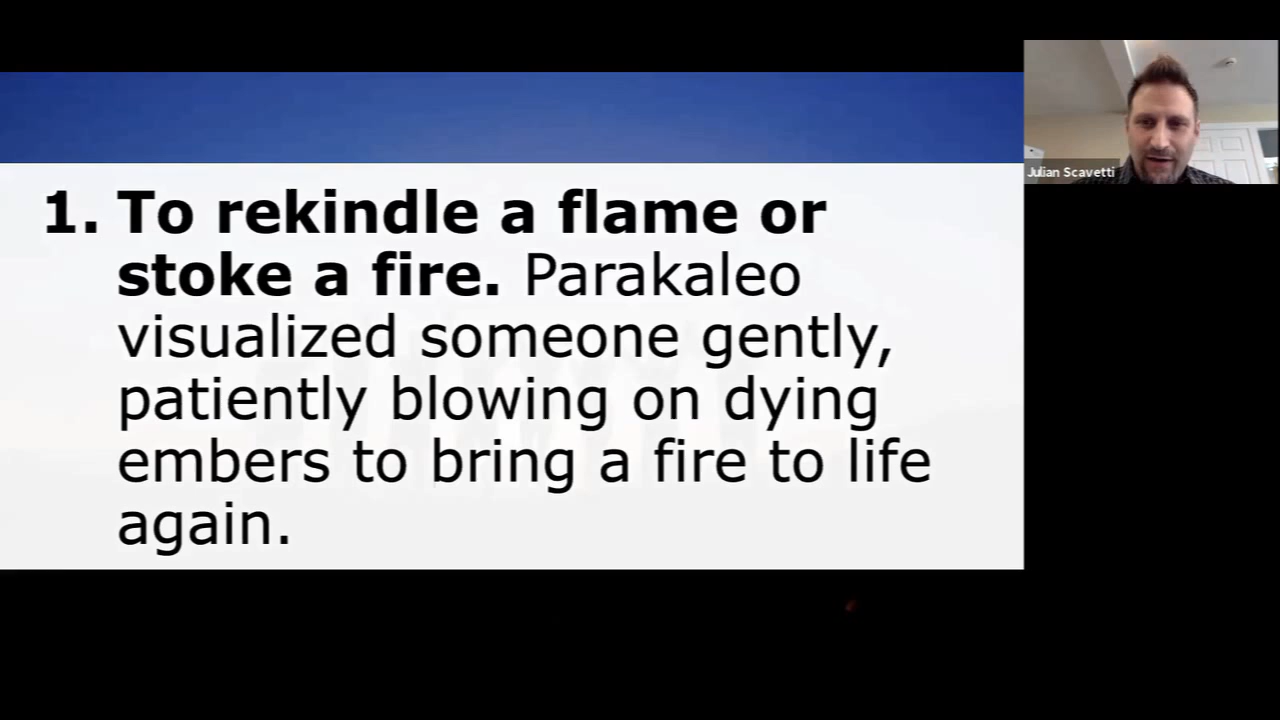 1. To rekindle a flame or
stoke a fire. Parakaleo
visualized someone gently,
patiently blowing on dying
embers to bring a fire to life
again.
Julian Scavetti